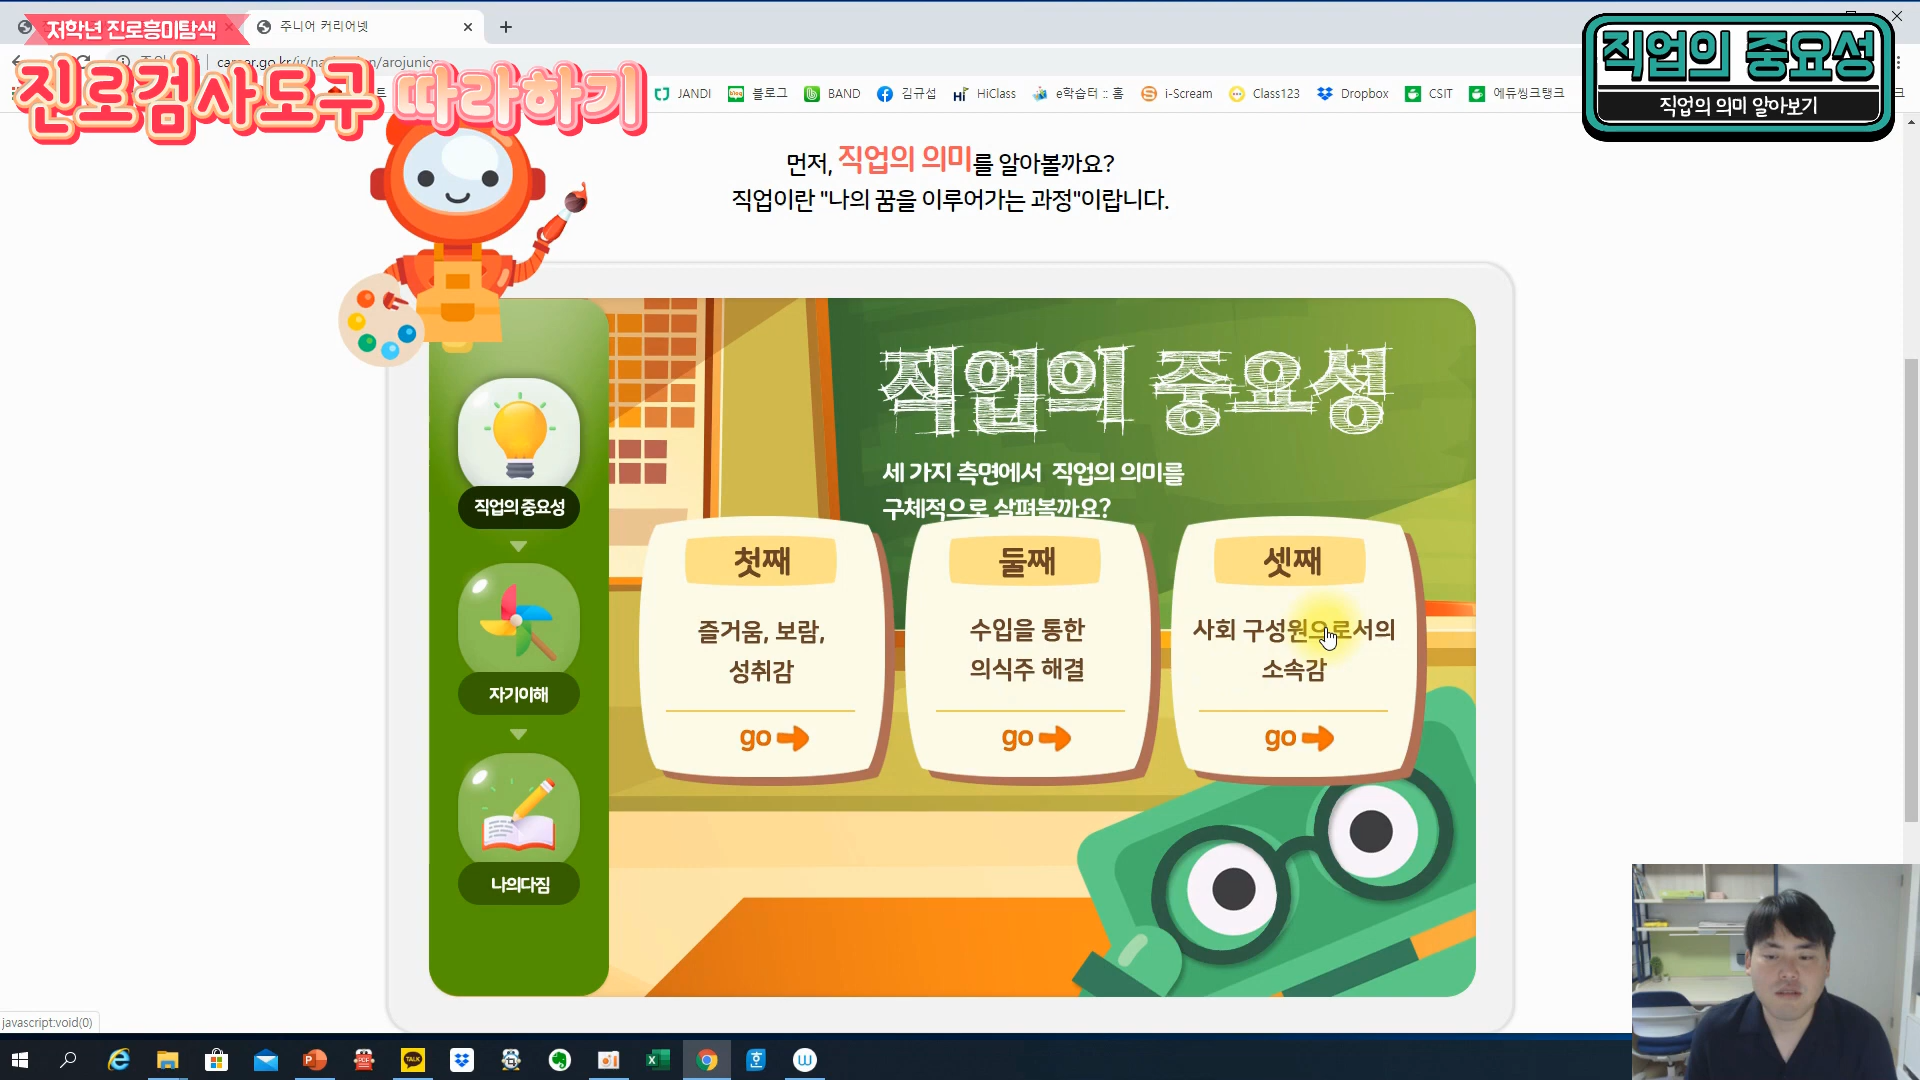 저학년 진로흥미탐색
주니어 커리어넷
진로검사도구 따라하기
직업의 중요성
직업의 의미 알아보기
JANDI
블로그
BAND
김규섭
HiClass
e학습터 :: 홈
i-Scream
Class123
Dropbox
CSIT
에듀씽크탱크
먼저, 직업의 의미를 알아볼까요?
직업이란 "나의 꿈을 이루어가는 과정"이랍니다.
직업의 중요성
세 가지 측면에서 직업의 의미를
구체적으로 살펴볼까요?
직업의 중요성
자기이해
나의다짐
첫째
즐거움, 보람,
성취감
go
둘째
수입을 통한
의식주 해결
go
셋째
사회 구성원으로서의
소속감
go
javascript:void(0)